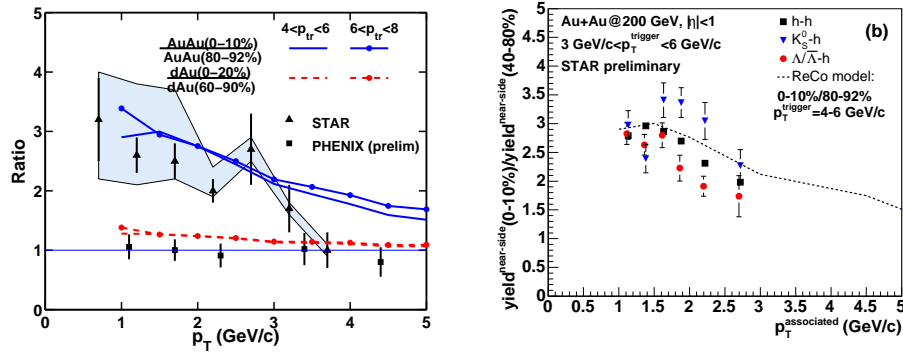 4<p_tr<6 6<p_tr<8
AuAu(0−10%)
AuAu(80−92%)
dAu(0−20%)
dAu(60−90%)
STAR
PHENIX (prelim)
Ratio
5
4
3
2
1
0
0 1 2 3 4 5
p_T (GeV/c)
Au+Au@200 GeV, |η|<1
3 GeV/c<p_T^trigger<6 GeV/c
STAR preliminary
(b)
h-h
K_S^0-h
Λ/Λ̅-h
ReCo model:
0-10%/80-92%
p_T^trigger=4-6 GeV/c
yield^near-side(0-10%)/yield^near-side(40-80%)
5
4.5
4
3.5
3
2.5
2
1.5
1
0.5
0
0 0.5 1 1.5 2 2.5 3 3.5 4 4.5 5
p_T^associated [GeV/c]